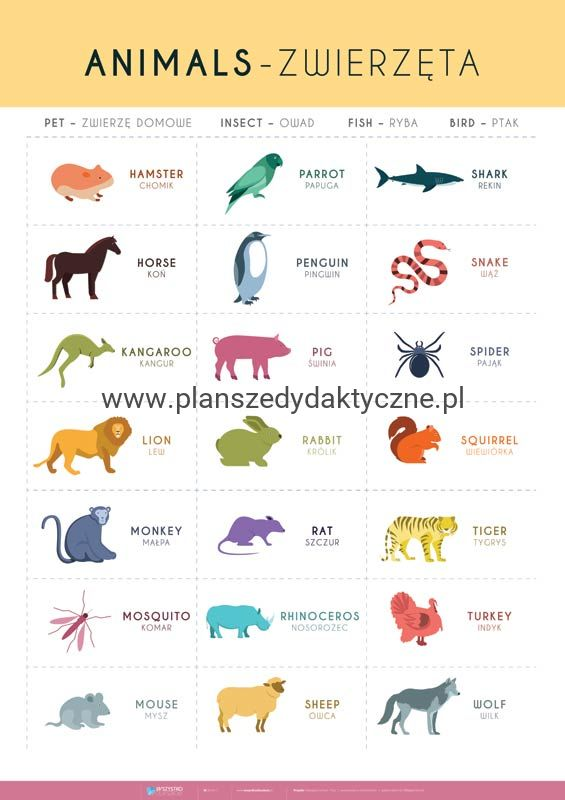 ANIMALS - ZWIERZĘTA
PET – ZWIERZĘ DOMOWE
INSECT – OWAD
FISH – RYBA
BIRD – PTAK
HAMSTER
CHOMIK
PARROT
PAPUGA
SHARK
REKIN
HORSE
KOŃ
PENGUIN
PINGWIN
SNAKE
WĄŻ
KANGAROO
KANGUR
PIG
ŚWINIA
SPIDER
PAJĄK
www.planszedydaktyczne.pl
LION
LEW
RABBIT
KRÓLIK
SQUIRREL
WIEWIÓRKA
MONKEY
MAŁPA
RAT
SZCZUR
TIGER
TYGRYS
MOSQUITO
KOMAR
RHINOCEROS
NOSOROŻEC
TURKEY
INDYK
MOUSE
MYSZ
SHEEP
OWCA
WOLF
WILK